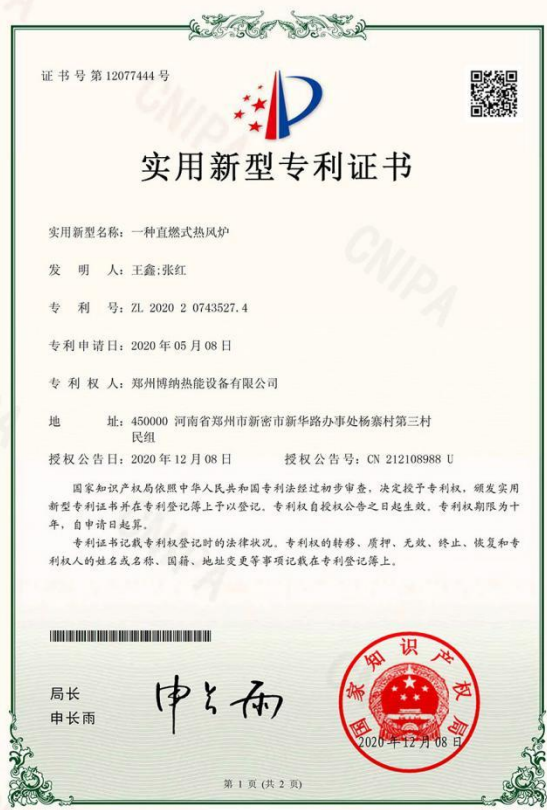 证书号第12077444号
实用新型专利证书
实用新型名称：一种直燃式热风炉
发明人：王鑫;张红
专利号：ZL 2020 2 0743527.4
专利申请日：2020年05月08日
专利权人：郑州博纳热能设备有限公司
地址：450000 河南省郑州市新密市新华路办事处杨寨村第三村
民组
授权公告日：2020年12月08日 授权公告号：CN 212108988 U
国家知识产权局依照中华人民共和国专利法经过初步审查，决定授予专利权，颁发实用
新型专利证书并在专利登记簿上予以登记。专利权自授权公告之日起生效。专利权期限为十
年，自申请日起算。
专利证书记载专利权登记时的法律状况。专利权的转移、质押、无效、终止、恢复和专
利权人的姓名或名称、国籍、地址变更等事项记载在专利登记簿上。
局长
申长雨
申长雨
国家知识产权局
2020年12月08日
第 1 页 (共 2 页)
CNIPA
CNIPA